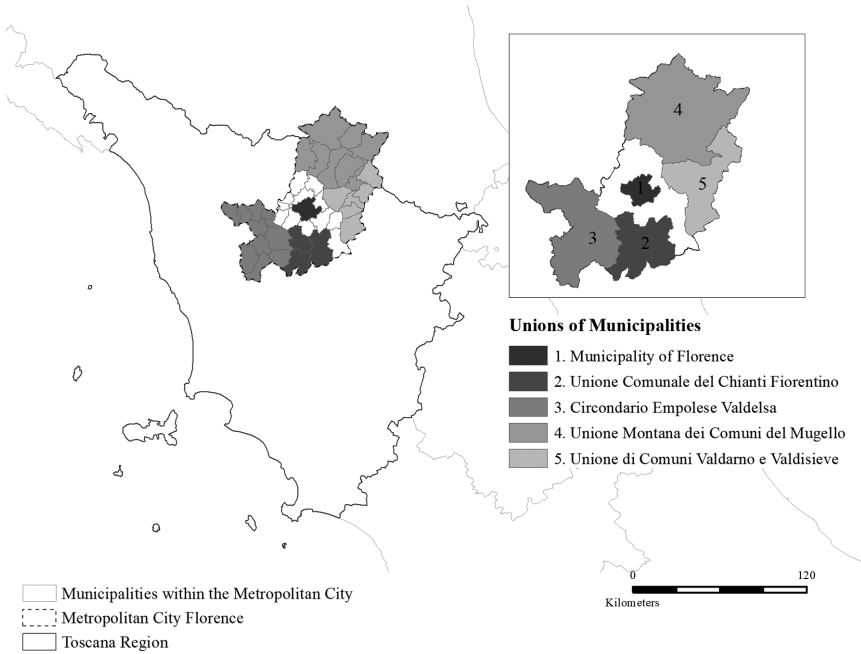 4
1
5
3
2
Unions of Municipalities
1. Municipality of Florence
2. Unione Comunale del Chianti Fiorentino
3. Circondario Empolese Valdelsa
4. Unione Montana dei Comuni del Mugello
5. Unione di Comuni Valdarno e Valdisieve
Municipalities within the Metropolitan City
Metropolitan City Florence
Toscana Region
0 120
Kilometers